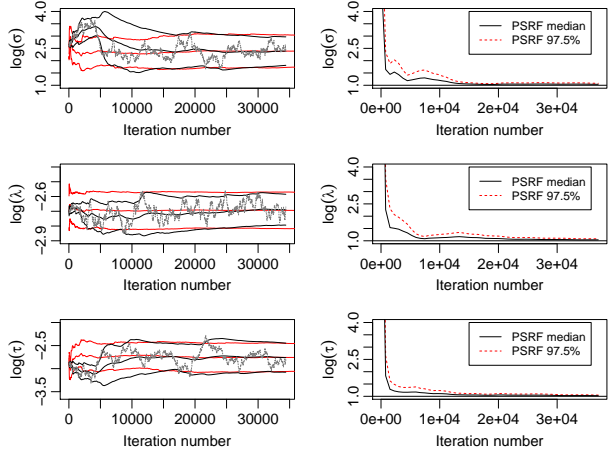 log(σ)
1.0 2.5 4.0
0 10000 20000 30000
Iteration number
log(σ)
1.0 2.5 4.0
PSRF median
PSRF 97.5%
0e+00 1e+04 2e+04 3e+04
Iteration number
log(λ)
−2.9 −2.6
0 10000 20000 30000
Iteration number
log(λ)
1.0 2.5 4.0
PSRF median
PSRF 97.5%
0e+00 1e+04 2e+04 3e+04
Iteration number
log(τ)
−3.5 −2.5
0 10000 20000 30000
Iteration number
log(τ)
1.0 2.5 4.0
PSRF median
PSRF 97.5%
0e+00 1e+04 2e+04 3e+04
Iteration number